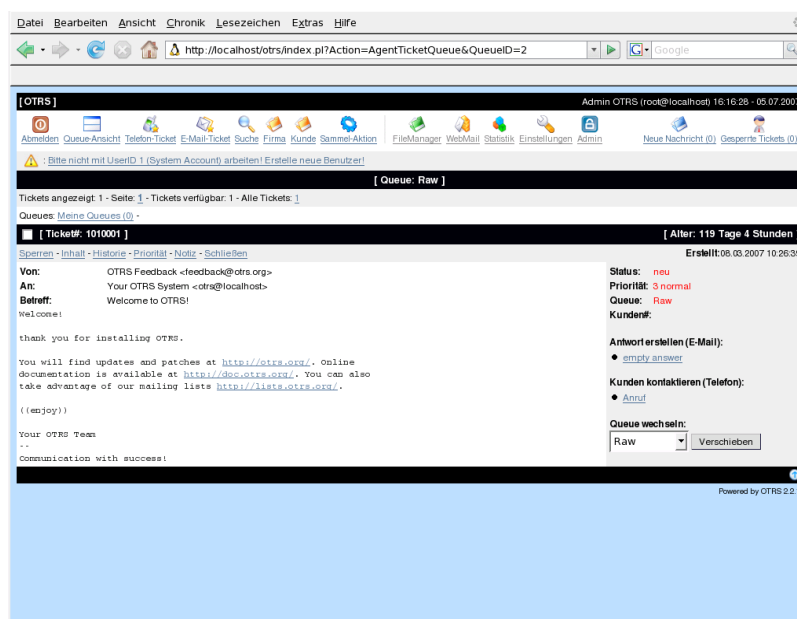 Datei Bearbeiten Ansicht Chronik Lesezeichen Extras Hilfe
http://localhost/otrs/index.pl?Action=AgentTicketQueue&QueueID=2
G Google
[ OTRS ] Admin OTRS (root@localhost) 16:16:28 - 05.07.2007
Abmelden Queue-Ansicht Telefon-Ticket E-Mail-Ticket Suche Firma Kunde Sammel-Aktion FileManager WebMail Statistik Einstellungen Admin Neue Nachricht (0) Gesperrte Tickets (0)
: Bitte nicht mit UserID 1 (System Account) arbeiten! Erstelle neue Benutzer!
[ Queue: Raw ]
Tickets angezeigt: 1 - Seite: 1 - Tickets verfügbar: 1 - Alle Tickets: 1
Queues: Meine Queues (0) -
[ Ticket#: 1010001 ] [ Alter: 119 Tage 4 Stunden
Sperren - Inhalt - Historie - Priorität - Notiz - Schließen Erstellt: 08.03.2007 10:26:39
Von: OTRS Feedback <feedback@otrs.org>
An: Your OTRS System <otrs@localhost>
Betreff: Welcome to OTRS!
Welcome!
thank you for installing OTRS.
You will find updates and patches at http://otrs.org/. Online
documentation is available at http://doc.otrs.org/. You can also
take advantage of our mailing lists http://lists.otrs.org/.
((enjoy))
Your OTRS Team
--
Communication with success!
Status: neu
Priorität: 3 normal
Queue: Raw
Kunden#:
Antwort erstellen (E-Mail):
empty answer
Kunden kontaktieren (Telefon):
Anruf
Queue wechseln:
Raw Verschieben
Powered by OTRS 2.2.